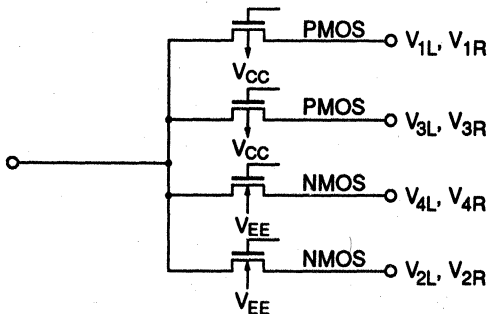 PMOS V1L, V1R
VCC
PMOS V3L, V3R
VCC
NMOS V4L, V4R
VEE
NMOS V2L, V2R
VEE